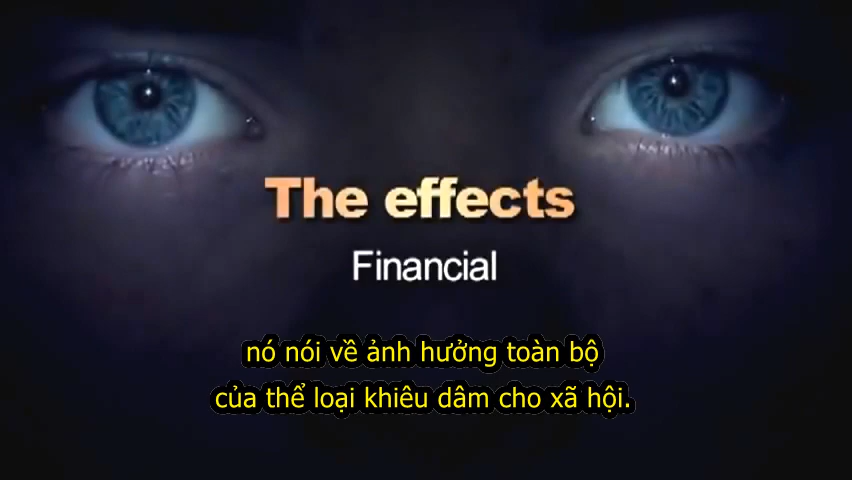 The effects
Financial
nó nói về ảnh hưởng toàn bộ
của thể loại khiêu dâm cho xã hội.